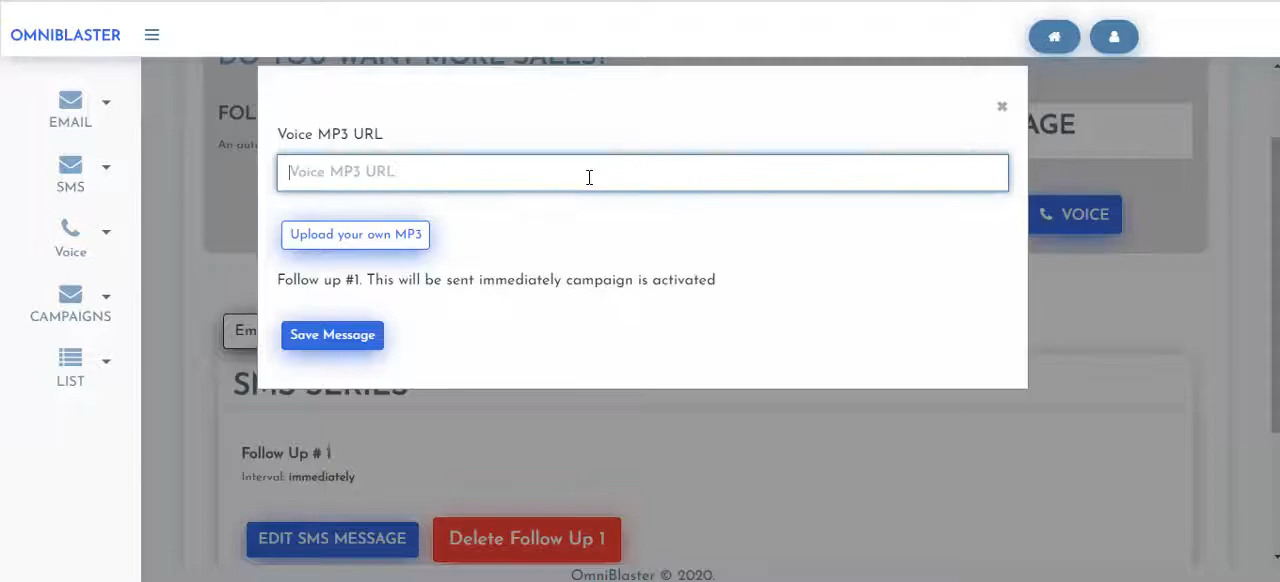 OMNIBLASTER
DO YOU WANT MORE SALES?
EMAIL
SMS
Voice
CAMPAIGNS
LIST
FOL
An aut
AGE
VOICE
×
Voice MP3 URL
Voice MP3 URL
Upload your own MP3
Follow up #1. This will be sent immediately campaign is activated
Save Message
Em
SMS SERIES
Follow Up # 1
Interval: immediately
EDIT SMS MESSAGE
Delete Follow Up 1
OmniBlaster © 2020.